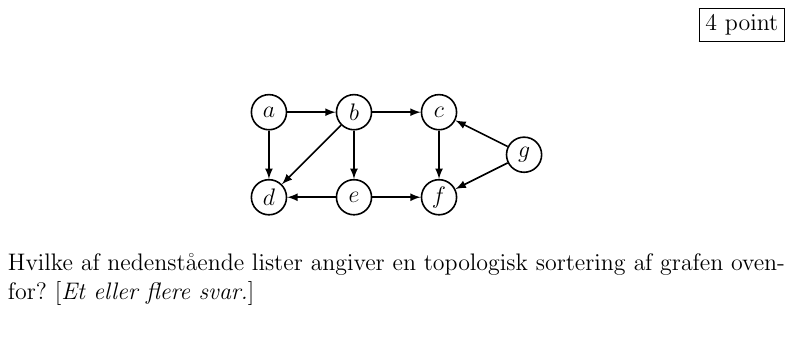 4 point
a b c
g
d e f
Hvilke af nedenstående lister angiver en topologisk sortering af grafen oven-
for? [Et eller flere svar.]